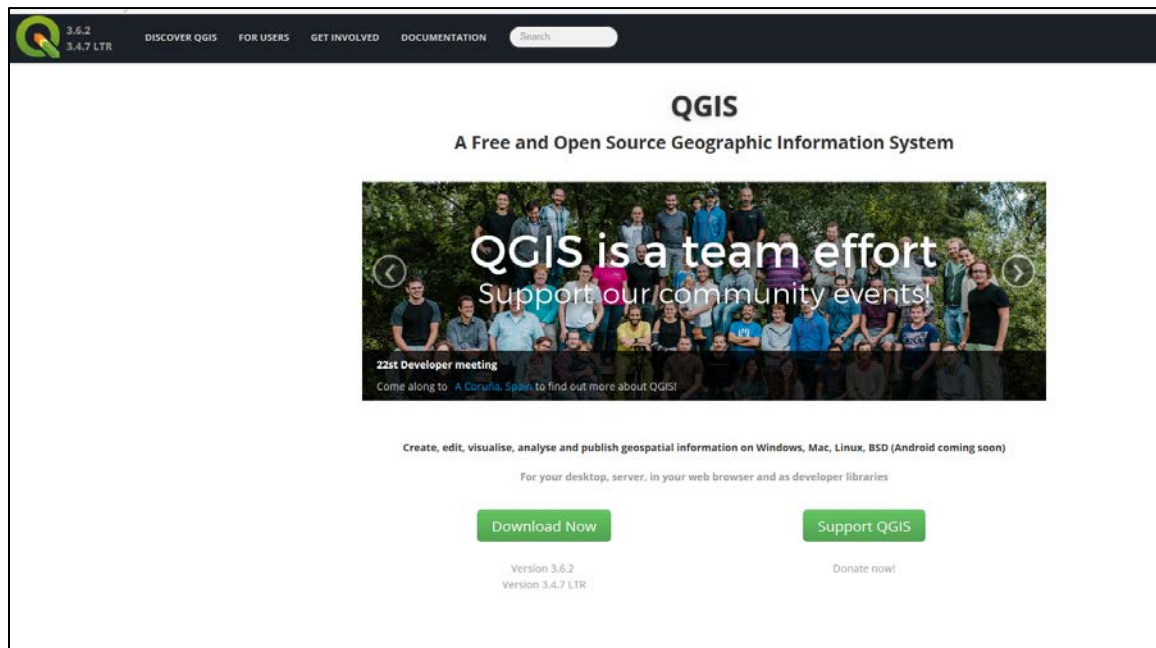 3.6.2
3.4.7 LTR
DISCOVER QGIS FOR USERS GET INVOLVED DOCUMENTATION Search
QGIS
A Free and Open Source Geographic Information System
QGIS is a team effort
Support our community events!
22st Developer meeting
Come along to A Coruña, Spain to find out more about QGIS!
Create, edit, visualise, analyse and publish geospatial information on Windows, Mac, Linux, BSD (Android coming soon)
For your desktop, server, in your web browser and as developer libraries
Download Now Support QGIS
Version 3.6.2 Donate now!
Version 3.4.7 LTR